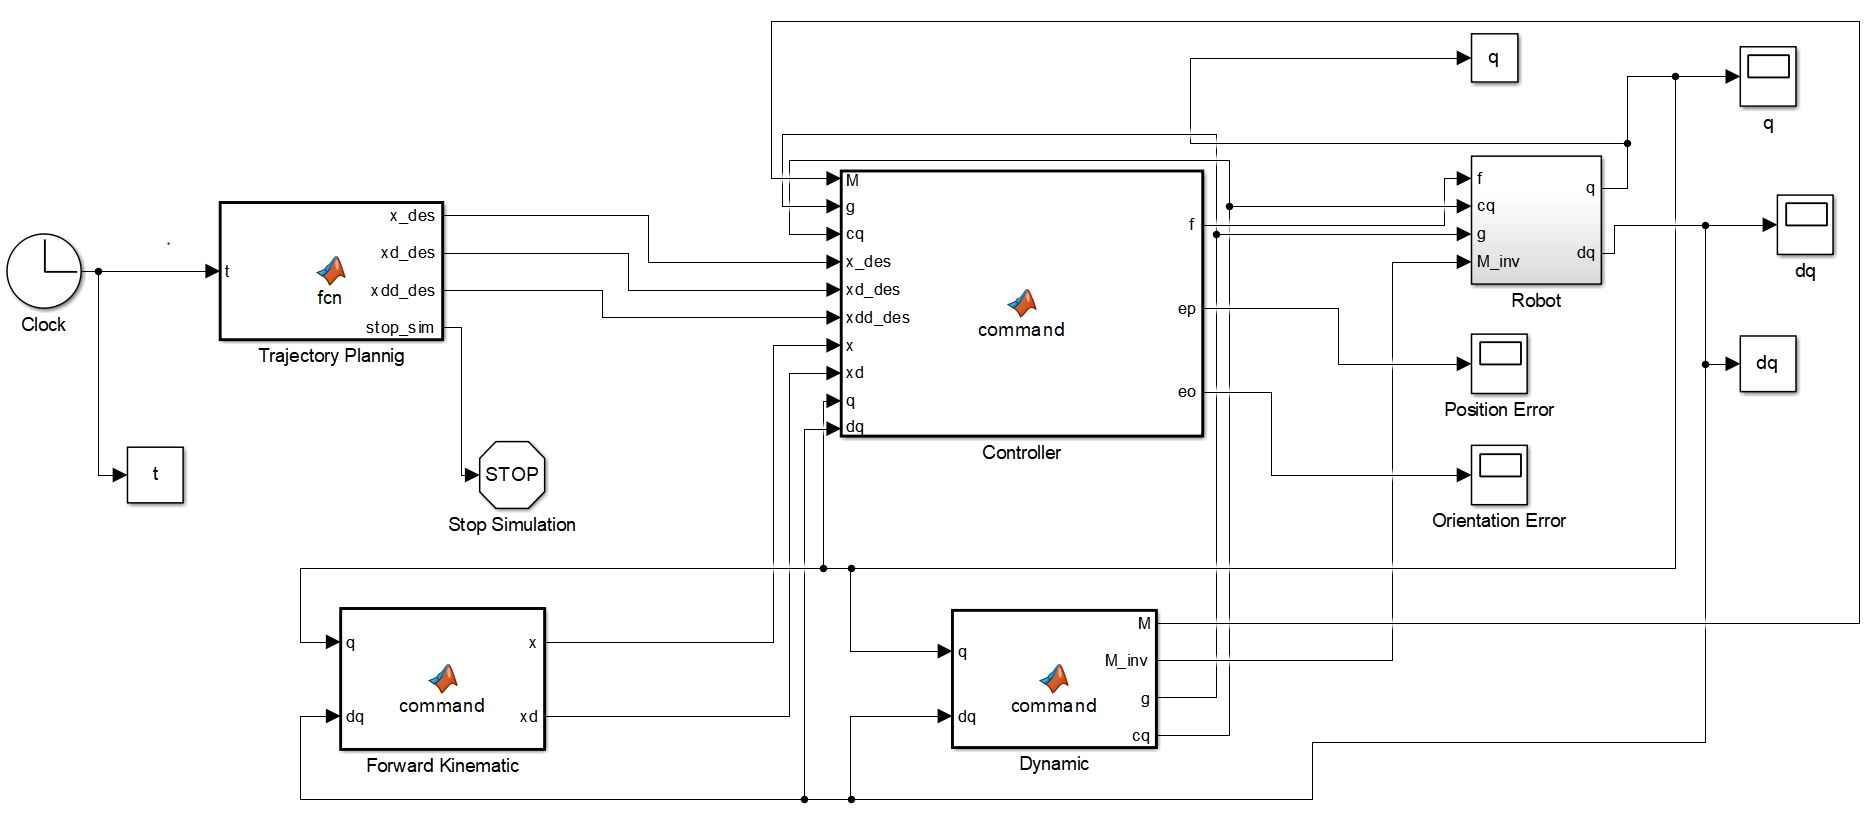 Clock
t
t
x_des
xd_des
xdd_des
stop_sim
fcn
Trajectory Plannig
STOP
Stop Simulation
M
g
cq
x_des
xd_des
xdd_des
x
xd
q
dq
command
f
ep
eo
Controller
q
f
cq
g
M_inv
q
dq
Robot
q
dq
dq
Position Error
Orientation Error
q
dq
command
x
xd
Forward Kinematic
q
dq
command
M
M_inv
g
cq
Dynamic